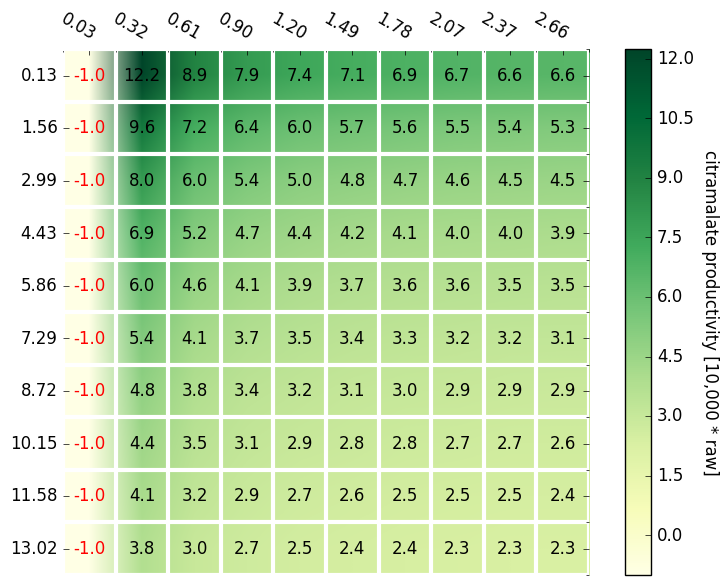 0.03 0.32 0.61 0.90 1.20 1.49 1.78 2.07 2.37 2.66
0.13 -1.0 12.2 8.9 7.9 7.4 7.1 6.9 6.7 6.6 6.6
1.56 -1.0 9.6 7.2 6.4 6.0 5.7 5.6 5.5 5.4 5.3
2.99 -1.0 8.0 6.0 5.4 5.0 4.8 4.7 4.6 4.5 4.5
4.43 -1.0 6.9 5.2 4.7 4.4 4.2 4.1 4.0 4.0 3.9
5.86 -1.0 6.0 4.6 4.1 3.9 3.7 3.6 3.6 3.5 3.5
7.29 -1.0 5.4 4.1 3.7 3.5 3.4 3.3 3.2 3.2 3.1
8.72 -1.0 4.8 3.8 3.4 3.2 3.1 3.0 2.9 2.9 2.9
10.15 -1.0 4.4 3.5 3.1 2.9 2.8 2.8 2.7 2.7 2.6
11.58 -1.0 4.1 3.2 2.9 2.7 2.6 2.5 2.5 2.5 2.4
13.02 -1.0 3.8 3.0 2.7 2.5 2.4 2.4 2.3 2.3 2.3
12.0
10.5
9.0
7.5
6.0
4.5
3.0
1.5
0.0
citramalate productivity [10,000 * raw]